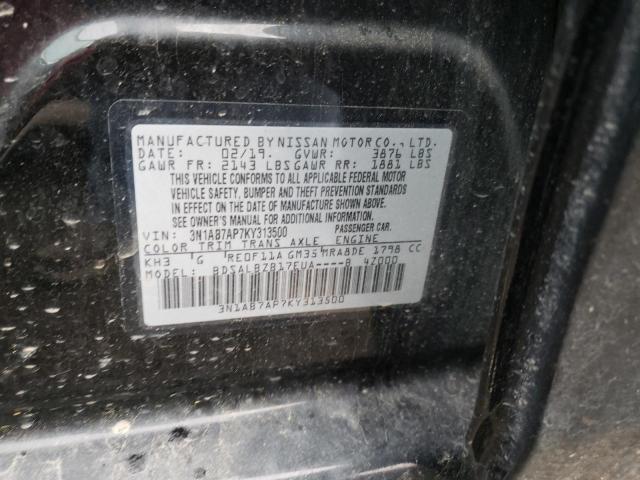 MANUFACTURED BY NISSAN MOTOR CO., LTD.
DATE: 02/19. GVWR: 3876 LBS
GAWR FR: 2143 LBS GAWR RR: 1881 LBS
THIS VEHICLE CONFORMS TO ALL APPLICABLE FEDERAL MOTOR
VEHICLE SAFETY, BUMPER AND THEFT PREVENTION STANDARDS
IN EFFECT ON THE DATE OF MANUFACTURE SHOWN ABOVE.
SEE OWNER'S MANUAL FOR ADDITIONAL INFORMATION.
VIN: 3N1AB7AP7KY313500 PASSENGER CAR.
COLOR TRIM TRANS AXLE ENGINE
KH3 'G RE0F11A GM35 MRA8DE 1798 CC
MODEL: BDSALBZB17EUA----B 4Z000
3N1AB7AP7KY313500